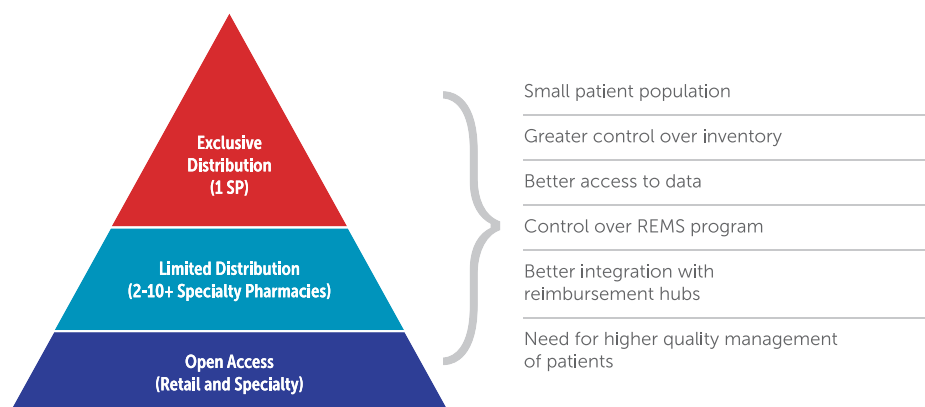 Exclusive
Distribution
(1 SP)
Limited Distribution
(2-10+ Specialty Pharmacies)
Open Access
(Retail and Specialty)
Small patient population
Greater control over inventory
Better access to data
Control over REMS program
Better integration with
reimbursement hubs
Need for higher quality management
of patients